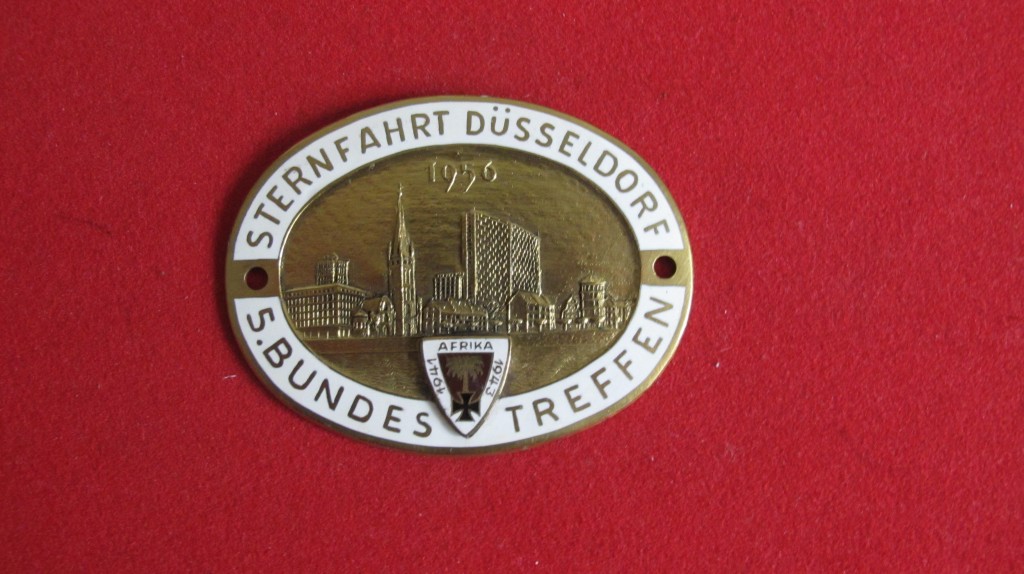 STERNFAHRT DÜSSELDORF
1956
AFRIKA
1941
1943
5. BUNDES TREFFEN